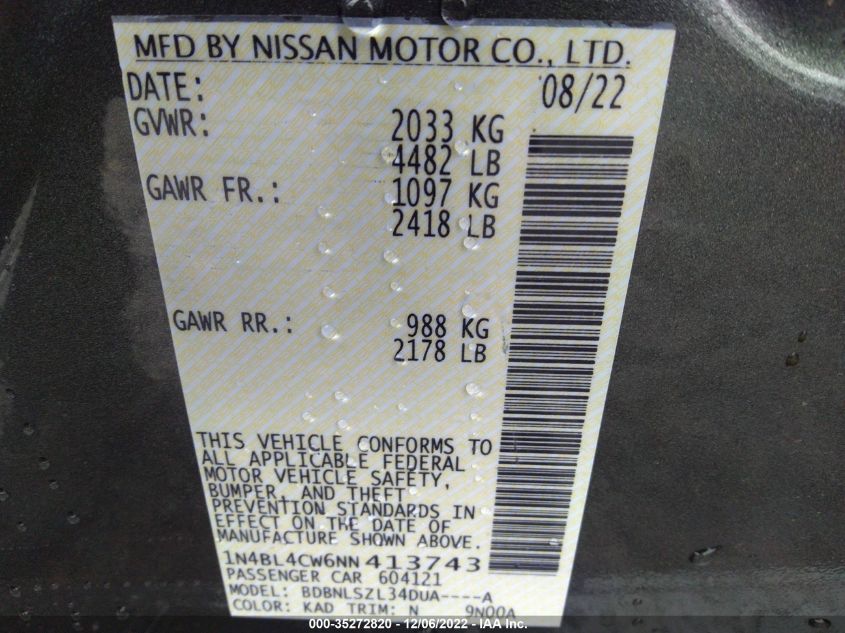 MFD BY NISSAN MOTOR CO., LTD.
DATE: 08/22
GVWR: 2033 KG
4482 LB
GAWR FR.: 1097 KG
2418 LB
GAWR RR.: 988 KG
2178 LB
THIS VEHICLE CONFORMS TO
ALL APPLICABLE FEDERAL
MOTOR VEHICLE SAFETY,
BUMPER, AND THEFT
PREVENTION STANDARDS IN
EFFECT ON THE DATE OF
MANUFACTURE SHOWN ABOVE.
1N4BL4CW6NN413743
PASSENGER CAR 604121
MODEL: BDBNLSZL34DUA----A
COLOR: KAD TRIM: N 9N00A
000-35272820 - 12/06/2022 - IAA Inc.